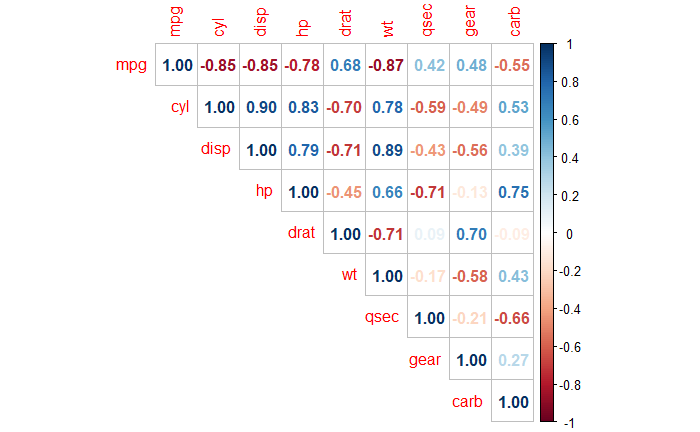 mpg cyl disp hp drat wt qsec gear carb
mpg 1.00 -0.85 -0.85 -0.78 0.68 -0.87 0.42 0.48 -0.55
cyl 1.00 0.90 0.83 -0.70 0.78 -0.59 -0.49 0.53
disp 1.00 0.79 -0.71 0.89 -0.43 -0.56 0.39
hp 1.00 -0.45 0.66 -0.71 -0.13 0.75
drat 1.00 -0.71 0.09 0.70 -0.09
wt 1.00 -0.17 -0.58 0.43
qsec 1.00 -0.21 -0.66
gear 1.00 0.27
carb 1.00
1
0.8
0.6
0.4
0.2
0
-0.2
-0.4
-0.6
-0.8
-1